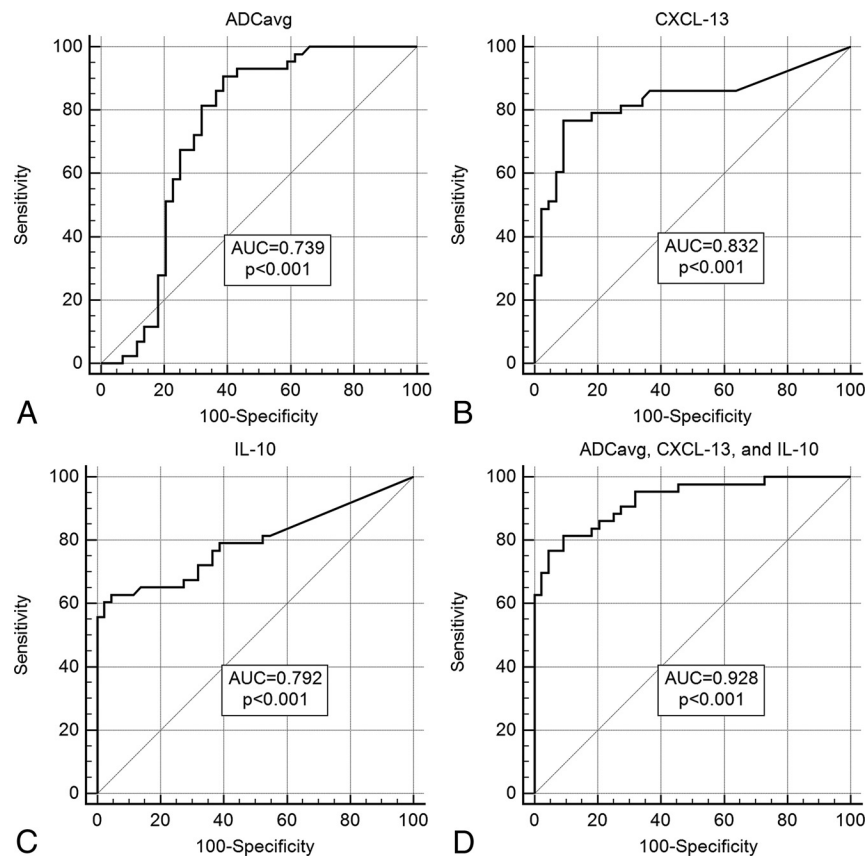 ADCavg
100
80
60
40
20
0
Sensitivity
AUC=0.739
p<0.001
0 20 40 60 80 100
100-Specificity
A
CXCL-13
100
80
60
40
20
0
Sensitivity
AUC=0.832
p<0.001
0 20 40 60 80 100
100-Specificity
B
IL-10
100
80
60
40
20
0
Sensitivity
AUC=0.792
p<0.001
0 20 40 60 80 100
100-Specificity
C
ADCavg, CXCL-13, and IL-10
100
80
60
40
20
0
Sensitivity
AUC=0.928
p<0.001
0 20 40 60 80 100
100-Specificity
D